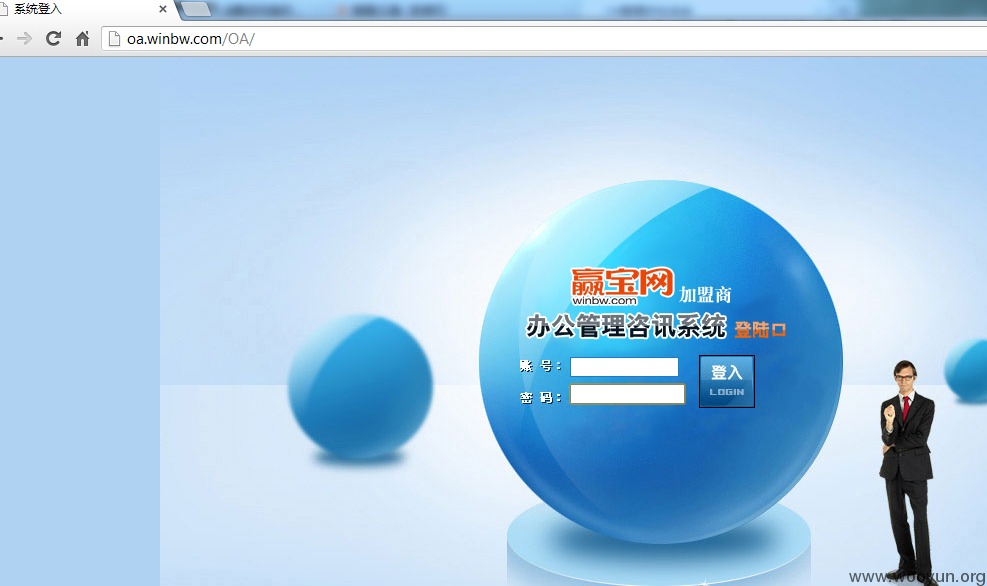 系统登入
oa.winbw.com/OA/
赢宝网 加盟商
winbw.com
办公管理咨讯系统 登陆口
账 号：
登入
LOGIN
密 码：
www.wooyun.org